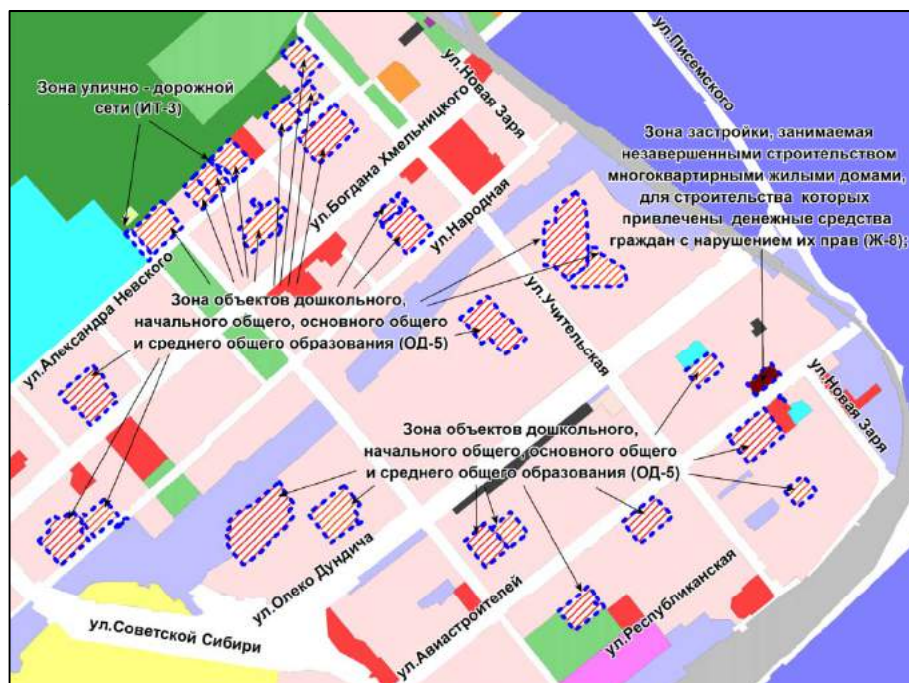 ул.Писемского
ул.Новая Заря
Зона улично - дорожной
сети (ИТ-3)
ул.Богдана Хмельницкого
Зона застройки, занимаемая
незавершенными строительством
многоквартирными жилыми домами,
для строительства которых
привлечены денежные средства
граждан с нарушением их прав (Ж-8);
ул.Народная
ул.Александра Невского
Зона объектов дошкольного,
начального общего, основного общего
и среднего общего образования (ОД-5)
ул.Учительская
ул.Новая Заря
Зона объектов дошкольного,
начального общего, основного общего
и среднего общего образования (ОД-5)
ул.Олеко Дундича
ул.Авиастроителей
ул.Республиканская
ул.Советской Сибири